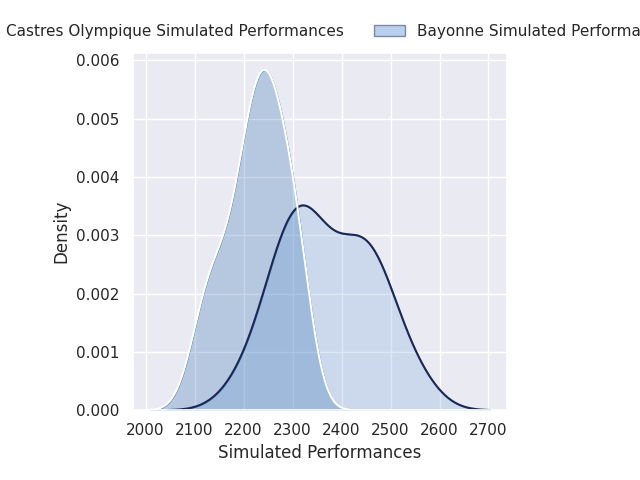 Castres Olympique Simulated Performances Bayonne Simulated Performa
0.006
0.005
0.004
0.003
0.002
0.001
0.000
Density
2000 2100 2200 2300 2400 2500 2600 2700
Simulated Performances